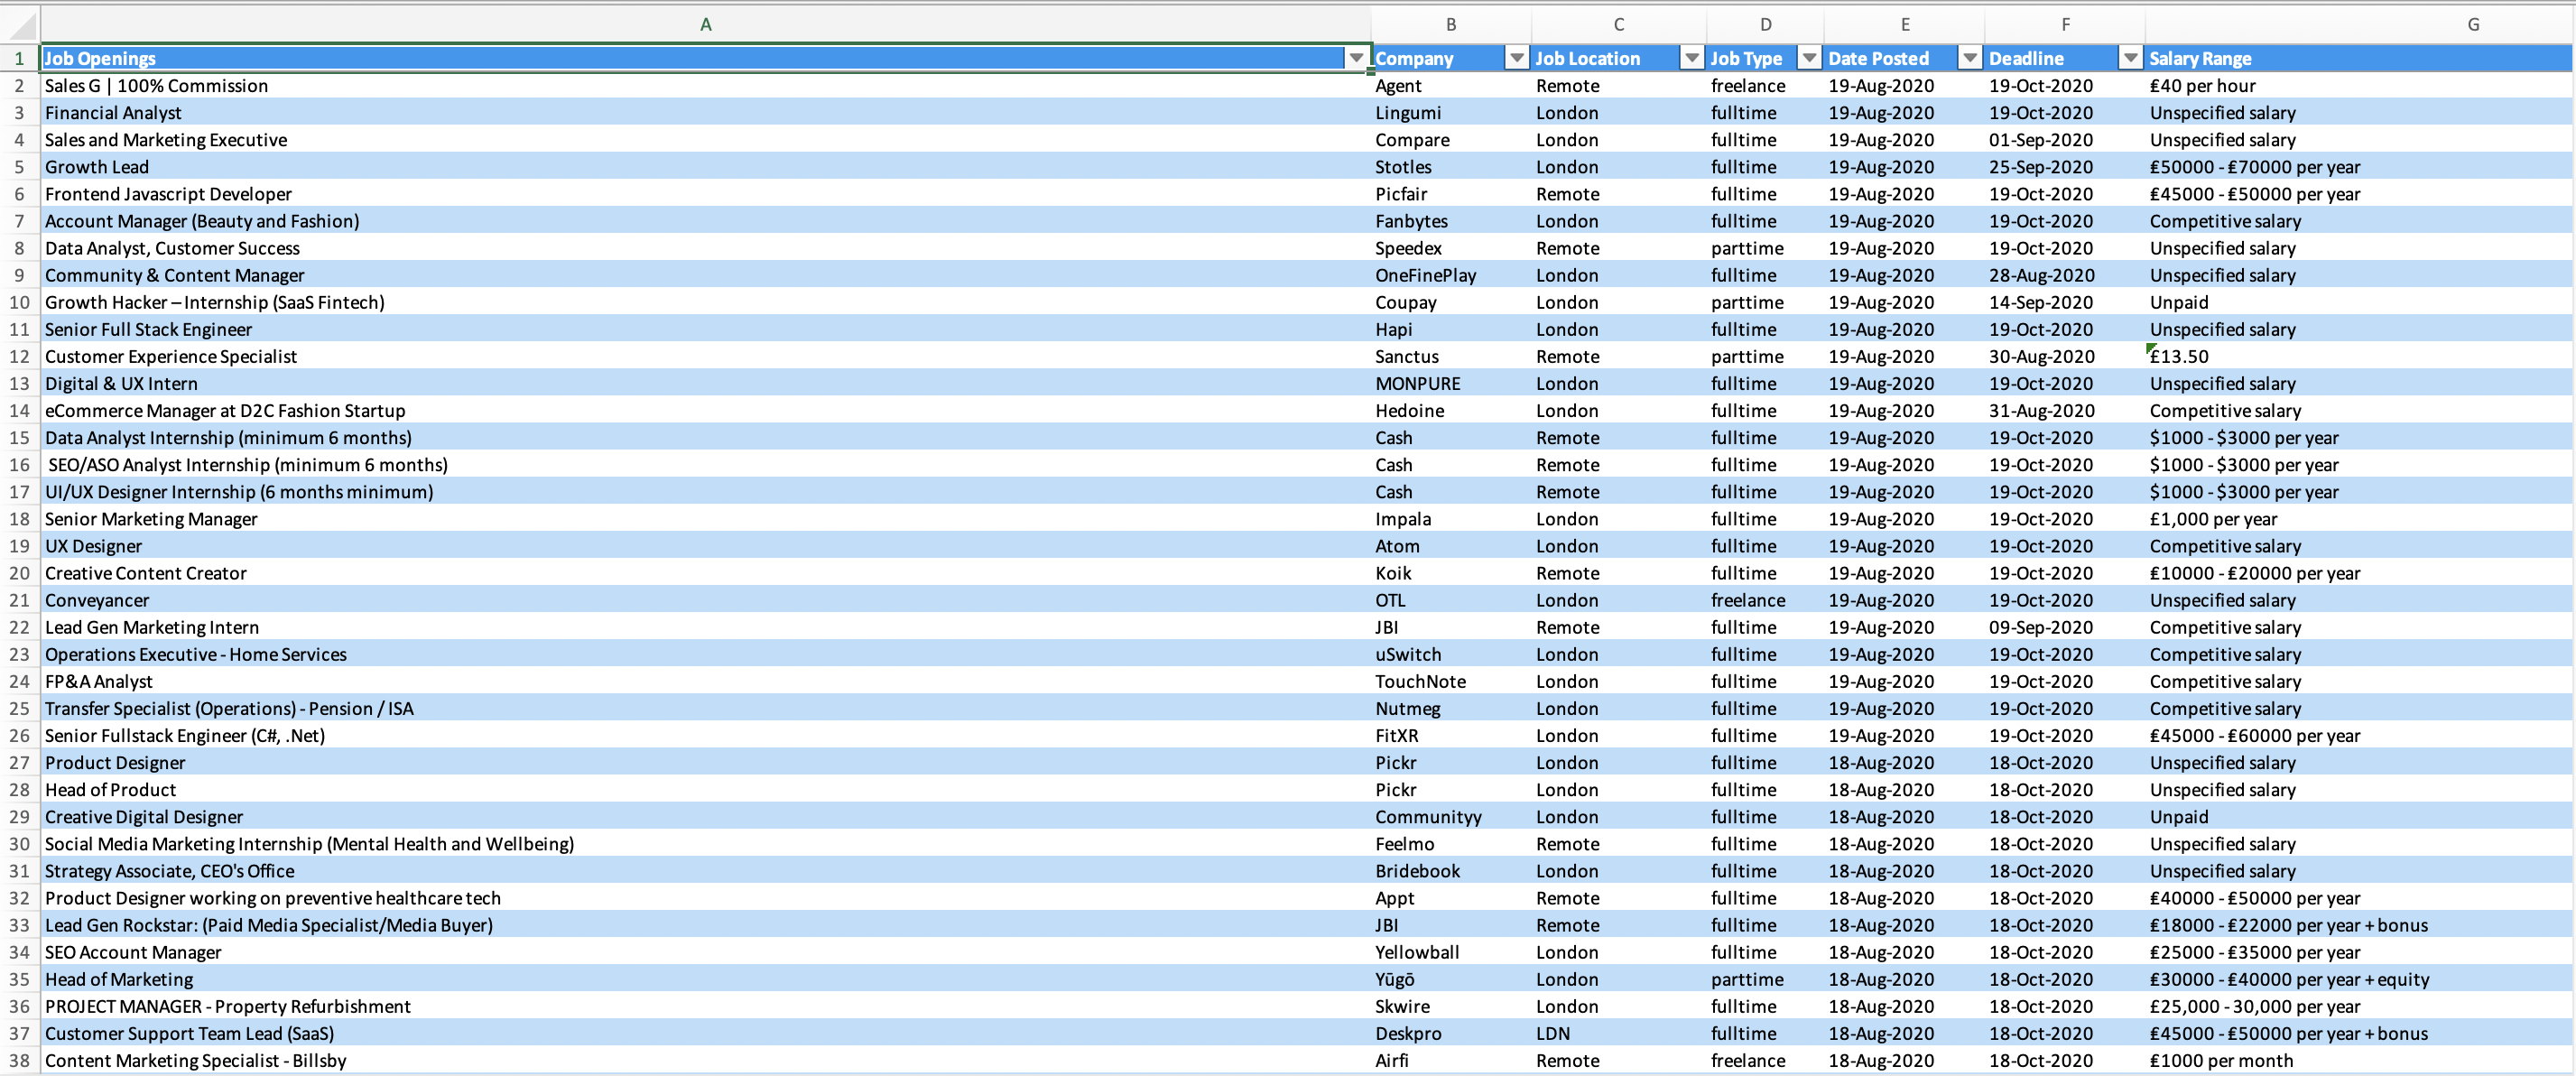 A B C D E F G
1 Job Openings Company Job Location Job Type Date Posted Deadline Salary Range
2 Sales G | 100% Commission Agent Remote freelance 19-Aug-2020 19-Oct-2020 ₤40 per hour
3 Financial Analyst Lingumi London fulltime 19-Aug-2020 19-Oct-2020 Unspecified salary
4 Sales and Marketing Executive Compare London fulltime 19-Aug-2020 01-Sep-2020 Unspecified salary
5 Growth Lead Stotles London fulltime 19-Aug-2020 25-Sep-2020 ₤50000 - ₤70000 per year
6 Frontend Javascript Developer Picfair Remote fulltime 19-Aug-2020 19-Oct-2020 ₤45000 - ₤50000 per year
7 Account Manager (Beauty and Fashion) Fanbytes London fulltime 19-Aug-2020 19-Oct-2020 Competitive salary
8 Data Analyst, Customer Success Speedex Remote parttime 19-Aug-2020 19-Oct-2020 Unspecified salary
9 Community & Content Manager OneFinePlay London fulltime 19-Aug-2020 28-Aug-2020 Unspecified salary
10 Growth Hacker – Internship (SaaS Fintech) Coupay London parttime 19-Aug-2020 14-Sep-2020 Unpaid
11 Senior Full Stack Engineer Hapi London fulltime 19-Aug-2020 19-Oct-2020 Unspecified salary
12 Customer Experience Specialist Sanctus Remote parttime 19-Aug-2020 30-Aug-2020 £13.50
13 Digital & UX Intern MONPURE London fulltime 19-Aug-2020 19-Oct-2020 Unspecified salary
14 eCommerce Manager at D2C Fashion Startup Hedoine London fulltime 19-Aug-2020 31-Aug-2020 Competitive salary
15 Data Analyst Internship (minimum 6 months) Cash Remote fulltime 19-Aug-2020 19-Oct-2020 $1000 - $3000 per year
16 SEO/ASO Analyst Internship (minimum 6 months) Cash Remote fulltime 19-Aug-2020 19-Oct-2020 $1000 - $3000 per year
17 UI/UX Designer Internship (6 months minimum) Cash Remote fulltime 19-Aug-2020 19-Oct-2020 $1000 - $3000 per year
18 Senior Marketing Manager Impala London fulltime 19-Aug-2020 19-Oct-2020 £1,000 per year
19 UX Designer Atom London fulltime 19-Aug-2020 19-Oct-2020 Competitive salary
20 Creative Content Creator Koik Remote fulltime 19-Aug-2020 19-Oct-2020 ₤10000 - ₤20000 per year
21 Conveyancer OTL London freelance 19-Aug-2020 19-Oct-2020 Unspecified salary
22 Lead Gen Marketing Intern JBI Remote fulltime 19-Aug-2020 09-Sep-2020 Competitive salary
23 Operations Executive - Home Services uSwitch London fulltime 19-Aug-2020 19-Oct-2020 Competitive salary
24 FP&A Analyst TouchNote London fulltime 19-Aug-2020 19-Oct-2020 Competitive salary
25 Transfer Specialist (Operations) - Pension / ISA Nutmeg London fulltime 19-Aug-2020 19-Oct-2020 Competitive salary
26 Senior Fullstack Engineer (C#, .Net) FitXR London fulltime 19-Aug-2020 19-Oct-2020 ₤45000 - ₤60000 per year
27 Product Designer Pickr London fulltime 18-Aug-2020 18-Oct-2020 Unspecified salary
28 Head of Product Pickr London fulltime 18-Aug-2020 18-Oct-2020 Unspecified salary
29 Creative Digital Designer Communityy London fulltime 18-Aug-2020 18-Oct-2020 Unpaid
30 Social Media Marketing Internship (Mental Health and Wellbeing) Feelmo Remote fulltime 18-Aug-2020 18-Oct-2020 Unspecified salary
31 Strategy Associate, CEO's Office Bridebook London fulltime 18-Aug-2020 18-Oct-2020 Unspecified salary
32 Product Designer working on preventive healthcare tech Appt Remote fulltime 18-Aug-2020 18-Oct-2020 ₤40000 - ₤50000 per year
33 Lead Gen Rockstar: (Paid Media Specialist/Media Buyer) JBI Remote fulltime 18-Aug-2020 18-Oct-2020 ₤18000 - ₤22000 per year + bonus
34 SEO Account Manager Yellowball London fulltime 18-Aug-2020 18-Oct-2020 ₤25000 - ₤35000 per year
35 Head of Marketing Yūgō London parttime 18-Aug-2020 18-Oct-2020 ₤30000 - ₤40000 per year + equity
36 PROJECT MANAGER - Property Refurbishment Skwire London fulltime 18-Aug-2020 18-Oct-2020 £25,000 - 30,000 per year
37 Customer Support Team Lead (SaaS) Deskpro LDN fulltime 18-Aug-2020 18-Oct-2020 ₤45000 - ₤50000 per year + bonus
38 Content Marketing Specialist - Billsby Airfi Remote freelance 18-Aug-2020 18-Oct-2020 ₤1000 per month